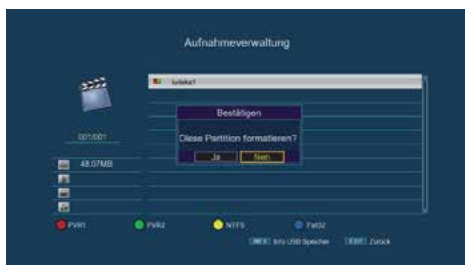 Aufnahmeverwaltung
Bestätigen
Diese Partition formatieren?
Ja Nein
001/001
48.07MB
PVR1 PVR2 NTFS Fat32
Info USB Speicher EXIT Zurück